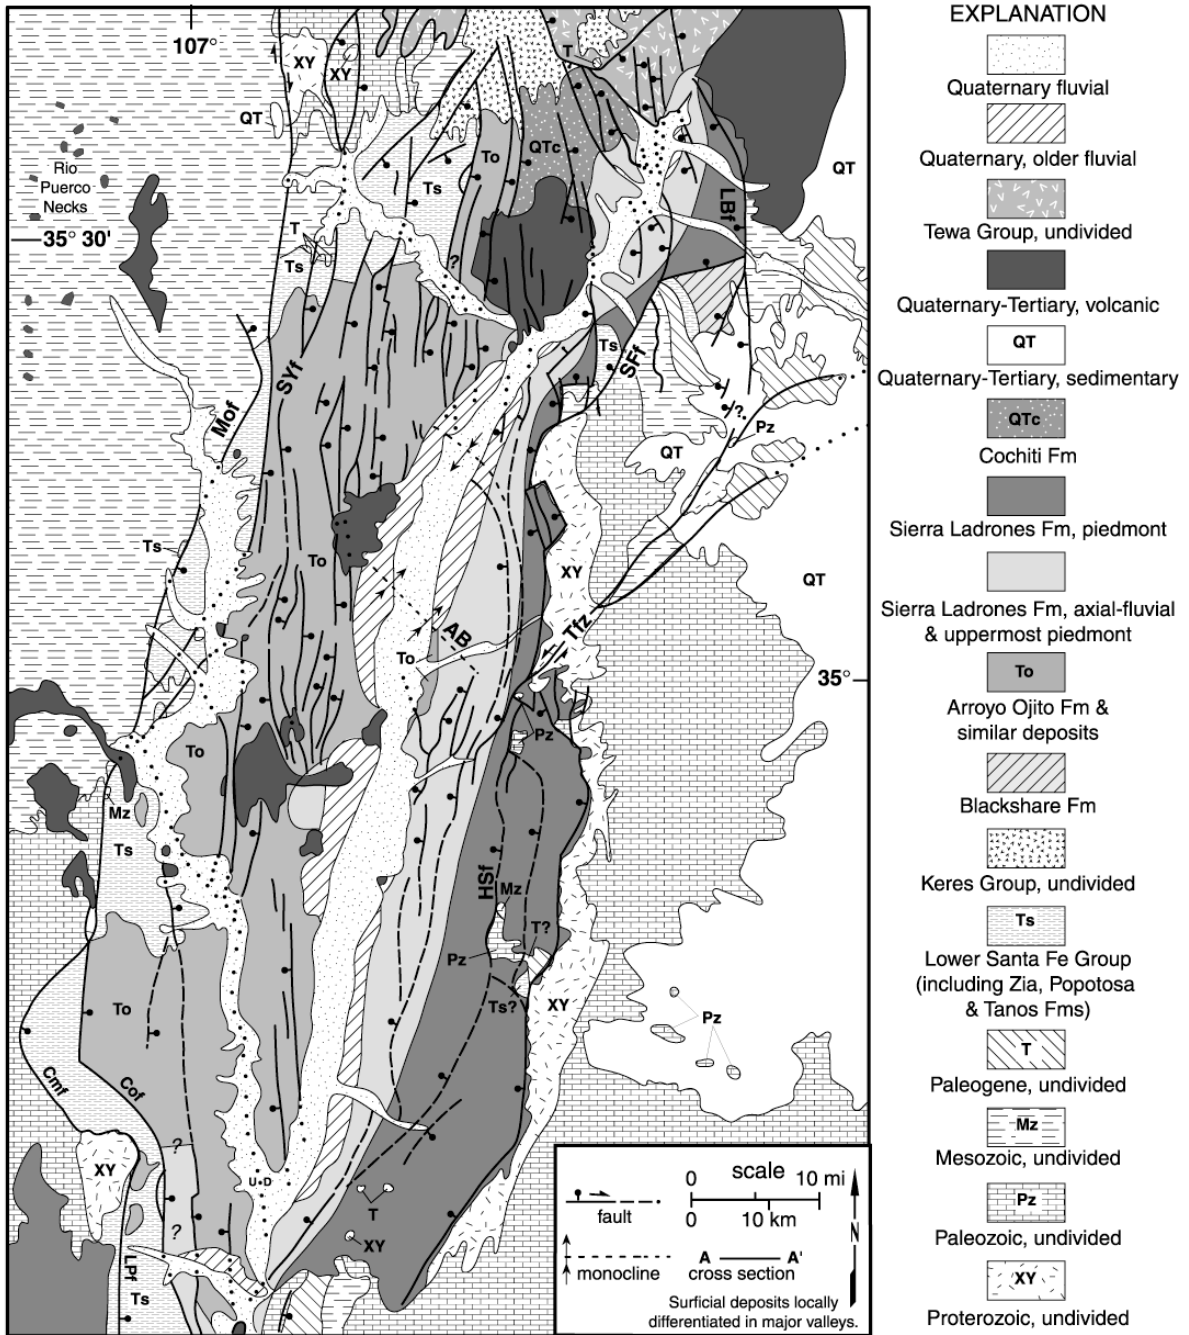 107°
XY
XY
T
QT
To
QTc
QT
Rio
Puerco
Necks
Ts
LBf
35° 30'
T
Ts
?
Ts
SYf
SFf
Mof
?
Pz
QT
Ts
To
XY
QT
AB
Tfz
To
35°
Pz
To
Mz
Ts
HSf
Mz
T?
Pz
Ts?
XY
Pz
To
Cmf
Cof
?
XY
U•D
T
?
XY
LPf
Ts
scale
0 10 mi
0 10 km
fault
N
monocline
A A'
cross section
Surficial deposits locally
differentiated in major valleys.
EXPLANATION
Quaternary fluvial
Quaternary, older fluvial
Tewa Group, undivided
Quaternary-Tertiary, volcanic
QT
Quaternary-Tertiary, sedimentary
QTc
Cochiti Fm
Sierra Ladrones Fm, piedmont
Sierra Ladrones Fm, axial-fluvial
& uppermost piedmont
To
Arroyo Ojito Fm &
similar deposits
Blackshare Fm
Keres Group, undivided
Ts
Lower Santa Fe Group
(including Zia, Popotosa
& Tanos Fms)
T
Paleogene, undivided
Mz
Mesozoic, undivided
Pz
Paleozoic, undivided
XY
Proterozoic, undivided